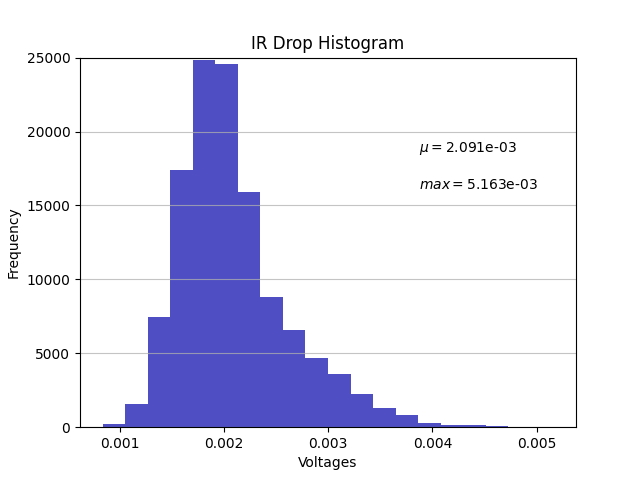 IR Drop Histogram
25000
20000
15000
10000
5000
0
Frequency
μ = 2.091e-03
max = 5.163e-03
0.001 0.002 0.003 0.004 0.005
Voltages